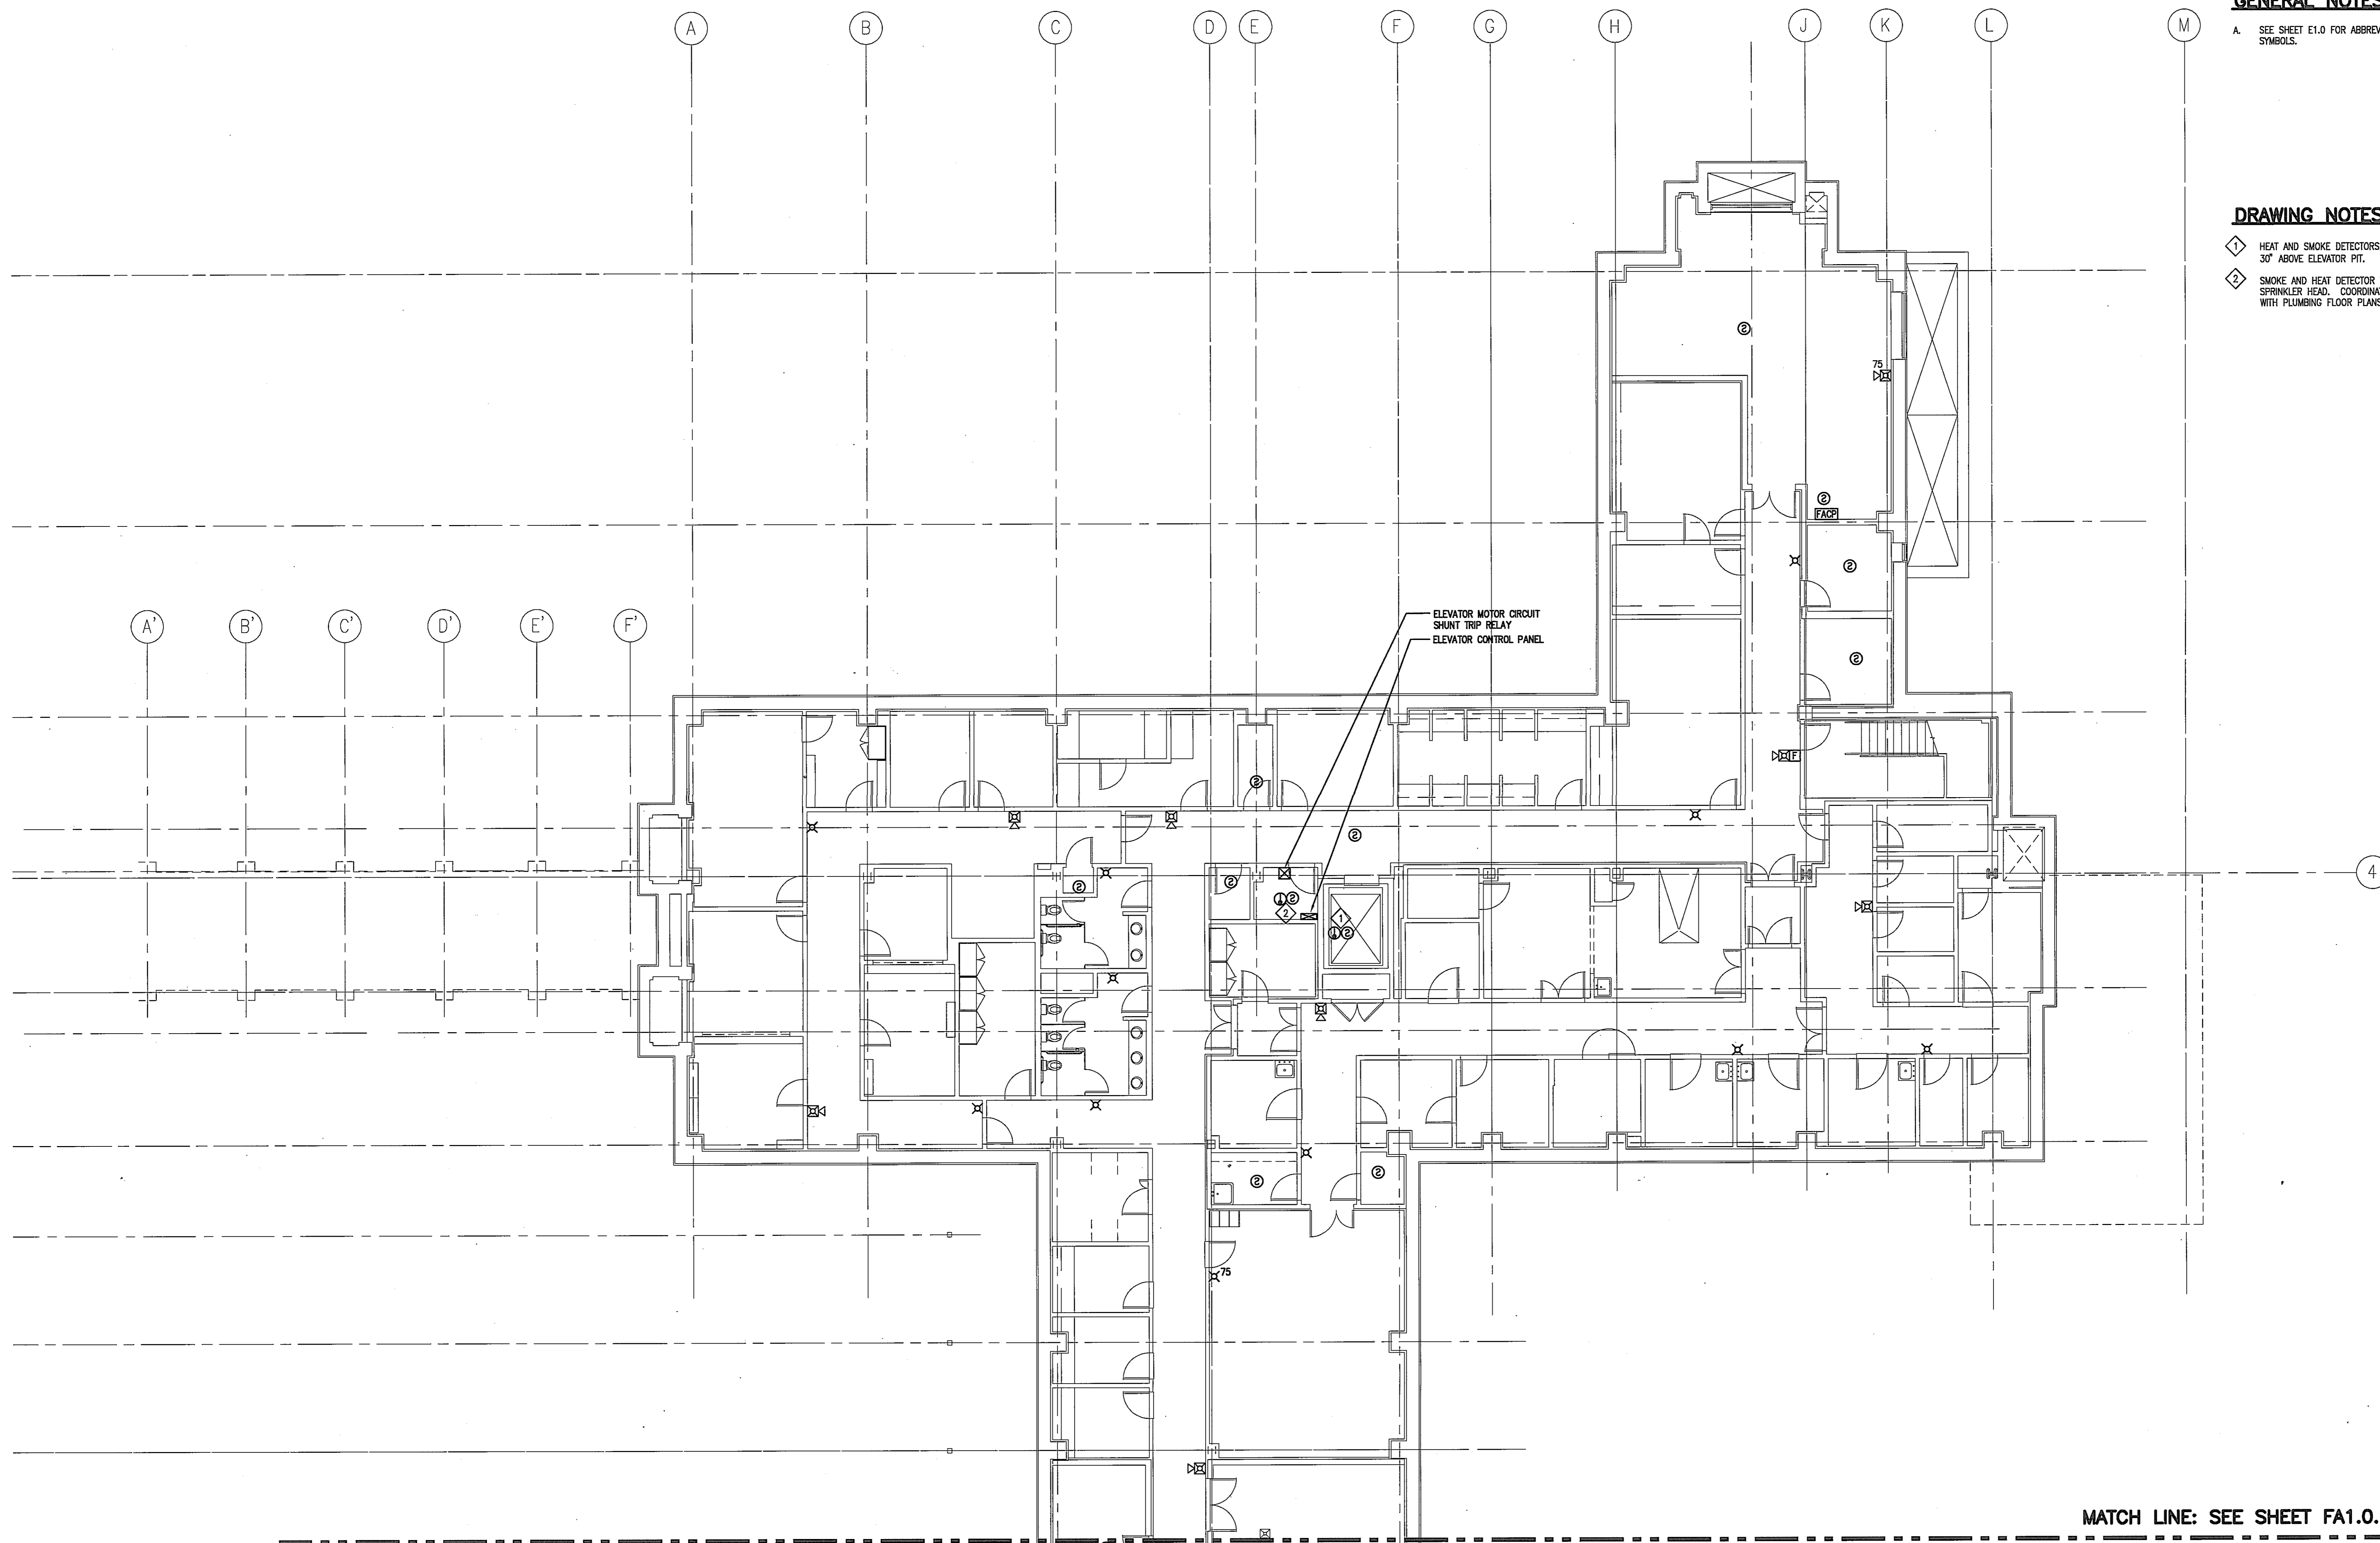 A B C D E F G H J K L M
GENERAL NOTES
A. SEE SHEET E1.0 FOR
SYMBOLS.
DRAWING NOTES
1 HEAT AND SMOKE DETECTORS
30" ABOVE ELEVATOR PIT.
2 SMOKE AND HEAT DETECTOR
SPRINKLER HEAD.
WITH PLUMBING FLOOR PLANS
S
75
S
FACP
S
ELEVATOR MOTOR CIRCUIT
SHUNT TRIP RELAY
ELEVATOR CONTROL PANEL
A' B' C' D' E' F'
S
F
S
S
S
S
S
2
1
S
4
S
S
75
MATCH LINE: SEE SHEET FA1.0.